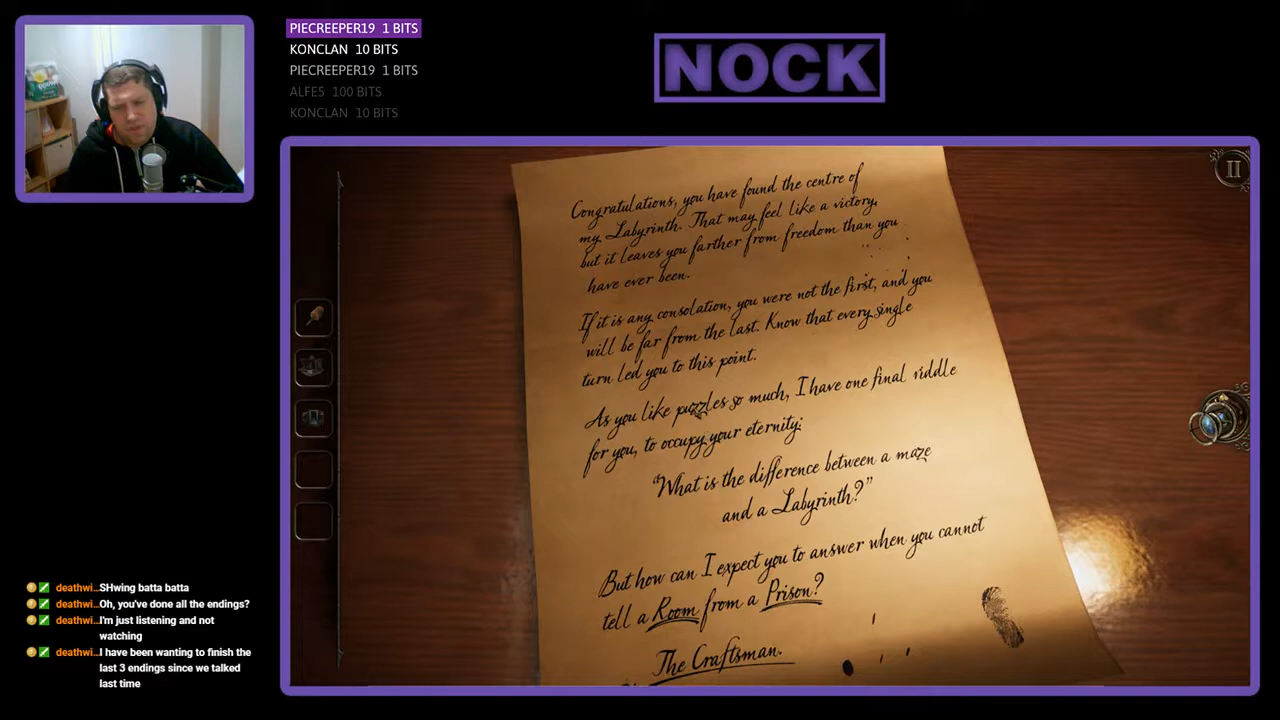 PIECREEPER19 1 BITS
KONCLAN 10 BITS
PIECREEPER19 1 BITS
ALFE5 100 BITS
KONCLAN 10 BITS
NOCK
Congratulations, you have found the centre of
my Labyrinth. That may feel like a victory,
but it leaves you farther from freedom than you
have ever been.
If it is any consolation, you were not the first, and you
will be far from the last. Know that every single
turn led you to this point.
As you like puzzles so much, I have one final riddle
for you, to occupy your eternity:
"What is the difference between a maze
and a Labyrinth?"
But how can I expect you to answer when you cannot
tell a Room from a Prison?
The Craftsman.
deathwi... SHwing batta batta
deathwi... Oh, you've done all the endings?
deathwi... I'm just listening and not
watching
deathwi... I have been wanting to finish the
last 3 endings since we talked
last time